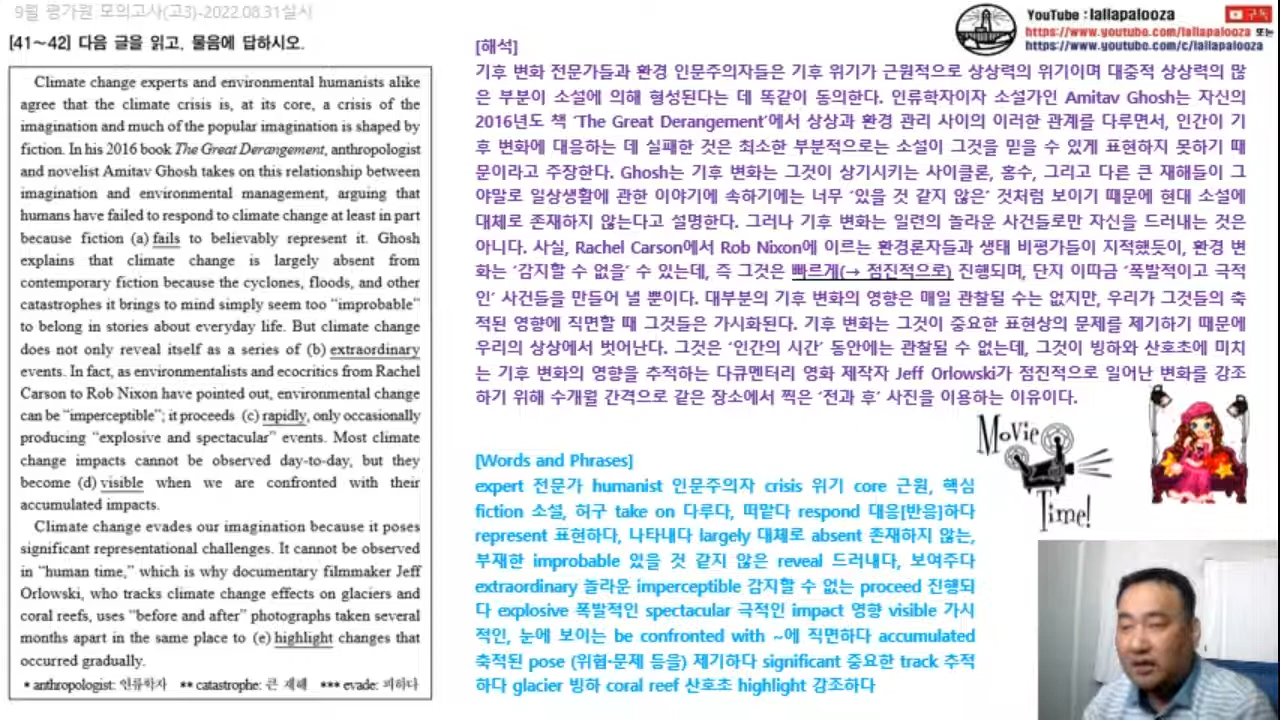 9월 평가원 모의고사(고3)-2022.08.31실시
[41~42] 다음 글을 읽고, 물음에 답하시오.
Climate change experts and environmental humanists alike
agree that the climate crisis is, at its core, a crisis of the
imagination and much of the popular imagination is shaped by
fiction. In his 2016 book The Great Derangement, anthropologist
and novelist Amitav Ghosh takes on this relationship between
imagination and environmental management, arguing that
humans have failed to respond to climate change at least in part
because fiction (a) fails to believably represent it. Ghosh
explains that climate change is largely absent from
contemporary fiction because the cyclones, floods, and other
catastrophes it brings to mind simply seem too “improbable”
to belong in stories about everyday life. But climate change
does not only reveal itself as a series of (b) extraordinary
events. In fact, as environmentalists and ecocritics from Rachel
Carson to Rob Nixon have pointed out, environmental change
can be “imperceptible”; it proceeds (c) rapidly, only occasionally
producing “explosive and spectacular” events. Most climate
change impacts cannot be observed day-to-day, but they
become (d) visible when we are confronted with their
accumulated impacts.
Climate change evades our imagination because it poses
significant representational challenges. It cannot be observed
in “human time,” which is why documentary filmmaker Jeff
Orlowski, who tracks climate change effects on glaciers and
coral reefs, uses “before and after” photographs taken several
months apart in the same place to (e) highlight changes that
occurred gradually.
* anthropologist: 인류학자 ** catastrophe: 큰 재해 *** evade: 피하다
YouTube : lallapalooza
구독
https://www.youtube.com/lallapalooza 또는
https://www.youtube.com/c/lallapalooza
[해석]
기후 변화 전문가들과 환경 인문주의자들은 기후 위기가 근원적으로 상상력의 위기이며 대중적 상상력의 많
은 부분이 소설에 의해 형성된다는 데 똑같이 동의한다. 인류학자이자 소설가인 Amitav Ghosh는 자신의
2016년도 책 ‘The Great Derangement’에서 상상과 환경 관리 사이의 이러한 관계를 다루면서, 인간이 기
후 변화에 대응하는 데 실패한 것은 최소한 부분적으로는 소설이 그것을 믿을 수 있게 표현하지 못하기 때
문이라고 주장한다. Ghosh는 기후 변화는 그것이 상기시키는 사이클론, 홍수, 그리고 다른 큰 재해들이 그
야말로 일상생활에 관한 이야기에 속하기에는 너무 ‘있을 것 같지 않은’ 것처럼 보이기 때문에 현대 소설에
대체로 존재하지 않는다고 설명한다. 그러나 기후 변화는 일련의 놀라운 사건들로만 자신을 드러내는 것은
아니다. 사실, Rachel Carson에서 Rob Nixon에 이르는 환경론자들과 생태 비평가들이 지적했듯이, 환경 변
화는 ‘감지할 수 없을’ 수 있는데, 즉 그것은 빠르게(→ 점진적으로) 진행되며, 단지 이따금 ‘폭발적이고 극적
인’ 사건들을 만들어 낼 뿐이다. 대부분의 기후 변화의 영향은 매일 관찰될 수는 없지만, 우리가 그것들의 축
적된 영향에 직면할 때 그것들은 가시화된다. 기후 변화는 그것이 중요한 표현상의 문제를 제기하기 때문에
우리의 상상에서 벗어난다. 그것은 ‘인간의 시간’ 동안에는 관찰될 수 없는데, 그것이 빙하와 산호초에 미치
는 기후 변화의 영향을 추적하는 다큐멘터리 영화 제작자 Jeff Orlowski가 점진적으로 일어난 변화를 강조
하기 위해 수개월 간격으로 같은 장소에서 찍은 ‘전과 후’ 사진을 이용하는 이유이다.
[Words and Phrases]
expert 전문가 humanist 인문주의자 crisis 위기 core 근원, 핵심
fiction 소설, 허구 take on 다루다, 떠맡다 respond 대응[반응]하다
represent 표현하다, 나타내다 largely 대체로 absent 존재하지 않는,
부재한 improbable 있을 것 같지 않은 reveal 드러내다, 보여주다
extraordinary 놀라운 imperceptible 감지할 수 없는 proceed 진행되
다 explosive 폭발적인 spectacular 극적인 impact 영향 visible 가시
적인, 눈에 보이는 be confronted with ~에 직면하다 accumulated
축적된 pose (위협·문제 등을) 제기하다 significant 중요한 track 추적
하다 glacier 빙하 coral reef 산호초 highlight 강조하다
Movie
Time!